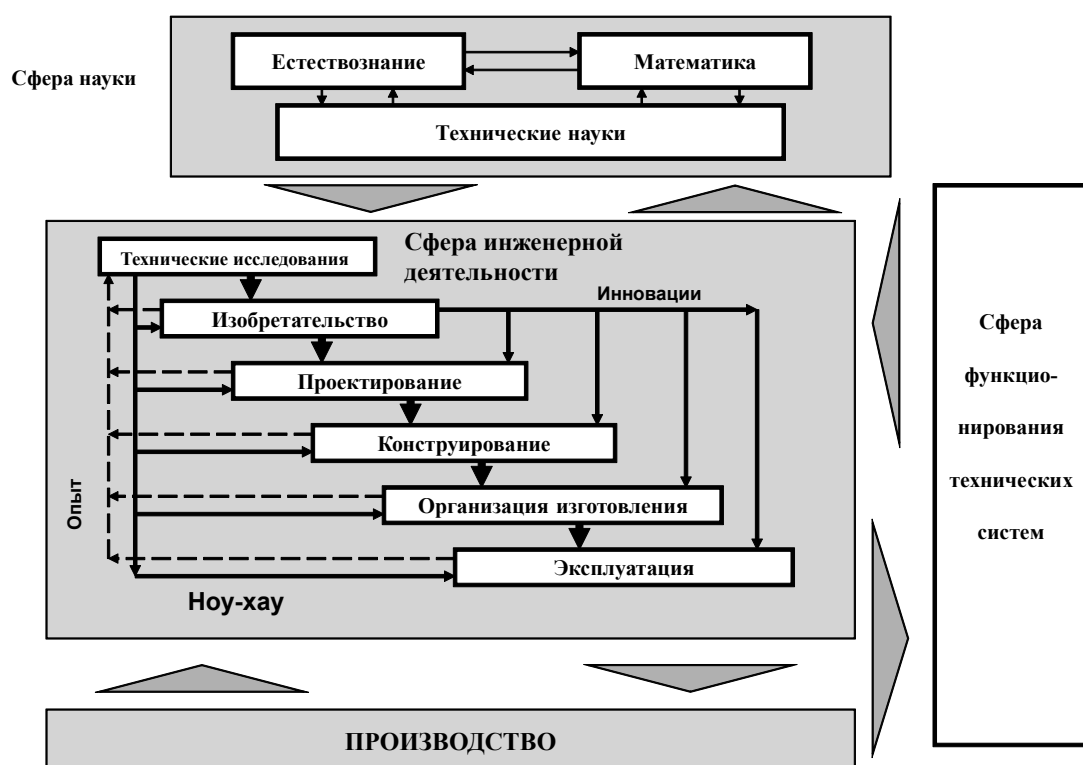 Естествознание
Математика
Сфера науки
Технические науки
Сфера инженерной
деятельности
Технические исследования
Инновации
Изобретательство
Проектирование
Конструирование
Организация изготовления
Эксплуатация
Опыт
Ноу-хау
Сфера
функцио-
нирования
технических
систем
ПРОИЗВОДСТВО